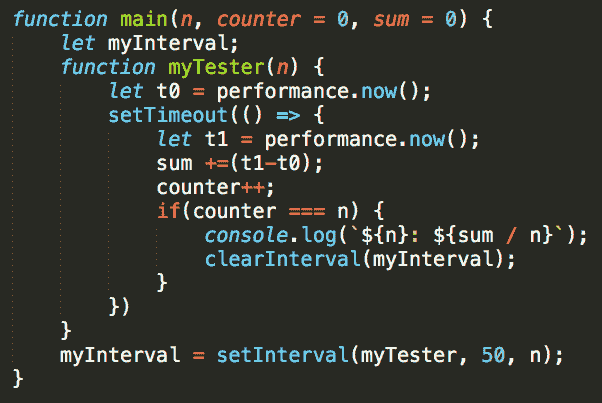 function main(n, counter = 0, sum = 0) {
    let myInterval;
    function myTester(n) {
        let t0 = performance.now();
        setTimeout(() => {
            let t1 = performance.now();
            sum +=(t1-t0);
            counter++;
            if(counter === n) {
                console.log(`${n}: ${sum / n}`);
                clearInterval(myInterval);
            }
        })
    }
    myInterval = setInterval(myTester, 50, n);
}